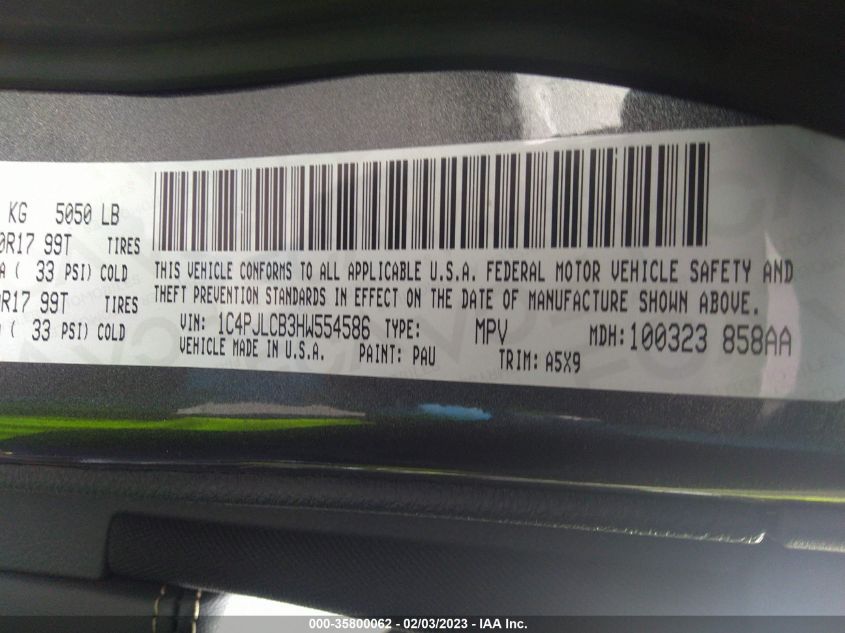 KG 5050 LB
0R17 99T TIRES
A ( 33 PSI) COLD
0R17 99T TIRES
A ( 33 PSI) COLD
THIS VEHICLE CONFORMS TO ALL APPLICABLE U.S.A. FEDERAL MOTOR VEHICLE SAFETY AND
THEFT PREVENTION STANDARDS IN EFFECT ON THE DATE OF MANUFACTURE SHOWN ABOVE.
VIN: 1C4PJLCB3HW554586 TYPE: MPV MDH: 100323 858AA
VEHICLE MADE IN U.S.A. PAINT: PAU TRIM: A5X9
000-35800062 - 02/03/2023 - IAA Inc.